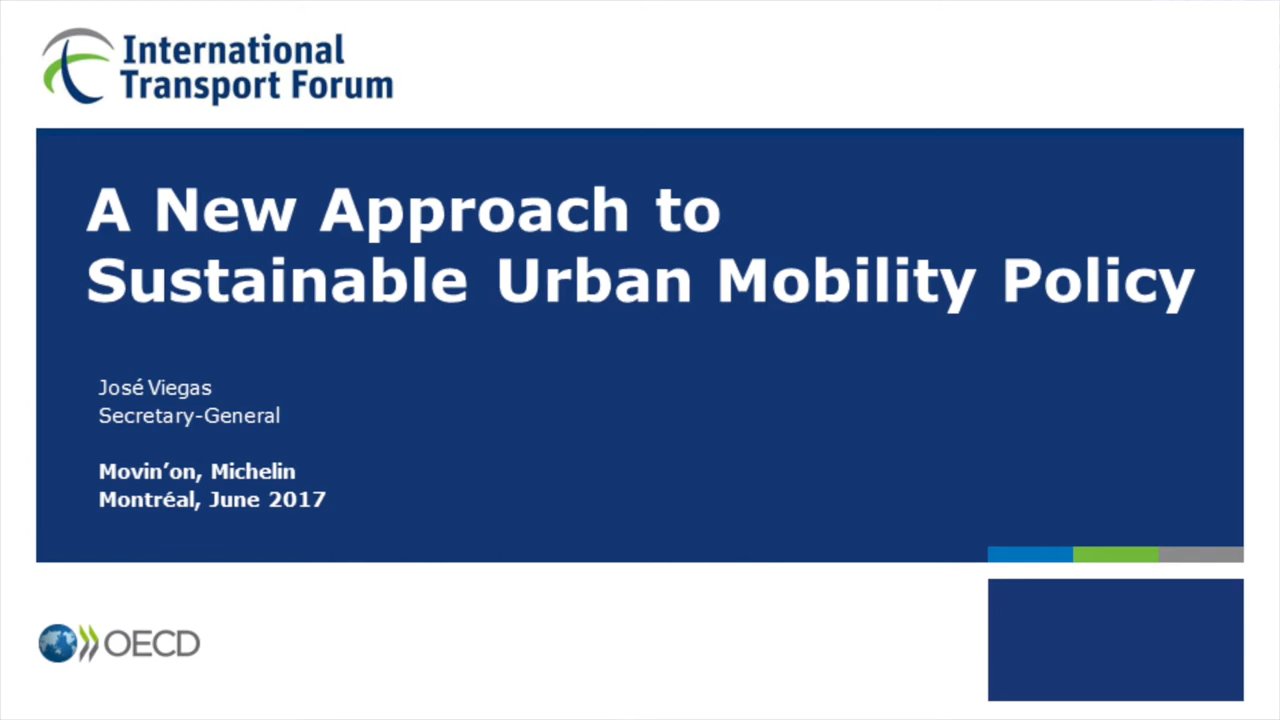 International
Transport Forum
A New Approach to
Sustainable Urban Mobility Policy
José Viegas
Secretary-General
Movin’on, Michelin
Montréal, June 2017
OECD